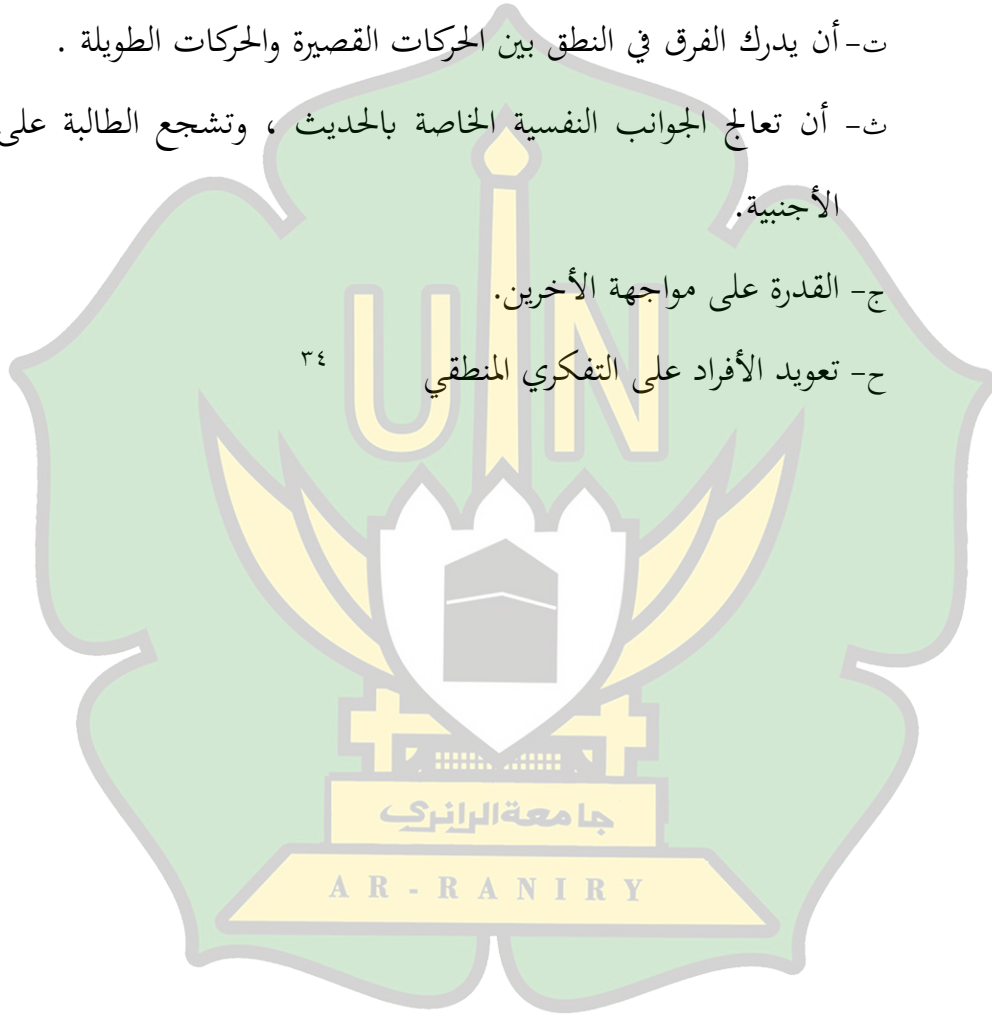 ت- أن يدرك الفرق في النطق بين الحركات القصيرة والحركات الطويلة .
ث- أن تعالج الجوانب النفسية الخاصة بالحديث ، وتشجع الطالبة على
الأجنبية.
ج- القدرة على مواجهة الأخرين.
ح- تعويد الأفراد على التفكري المنطقي ٣٤
UIN
جامعة الرانري
AR-RANIRY